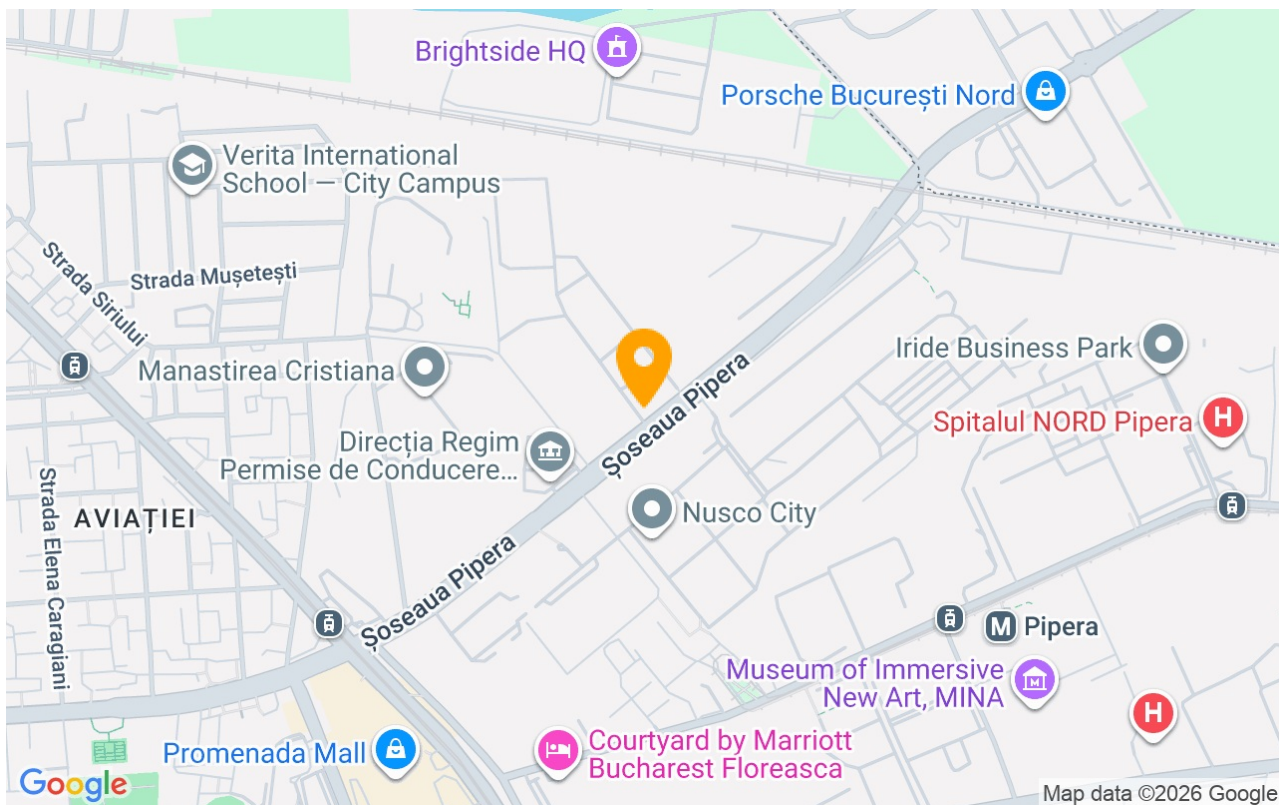 Brightside HQ
Porsche București Nord
Verita International
School — City Campus
Strada Mușetești
Strada Siriului
Manastirea Cristiana
Iride Business Park
Șoseaua Pipera
Spitalul NORD Pipera
H
Direcția Regim
Permise de Conducere...
Strada Elena Caragiani
AVIAȚIEI
Nusco City
Șoseaua Pipera
M Pipera
Museum of Immersive
New Art, MINA
M
H
Promenada Mall
Courtyard by Marriott
Bucharest Floreasca
Google
Map data ©2026 Google